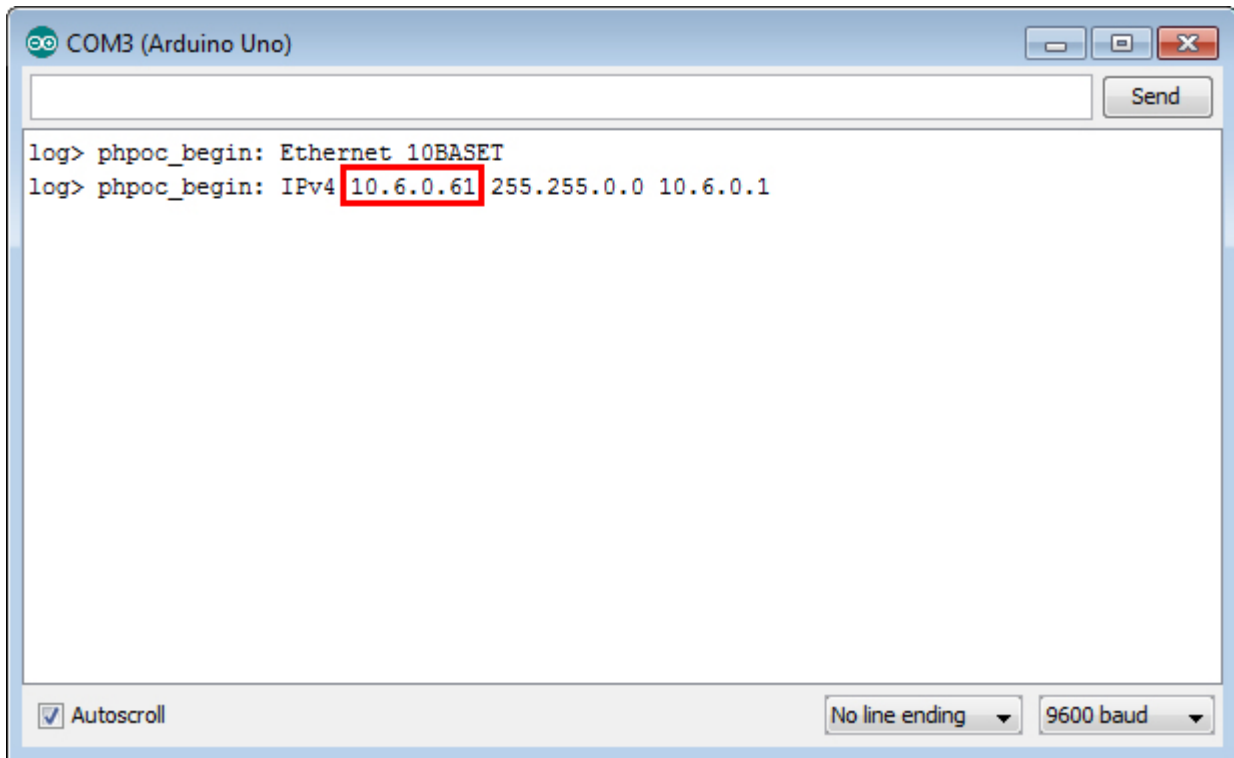 COM3 (Arduino Uno)
Send
log> phpoc_begin: Ethernet 10BASET
log> phpoc_begin: IPv4 10.6.0.61 255.255.0.0 10.6.0.1
Autoscroll
No line ending
9600 baud